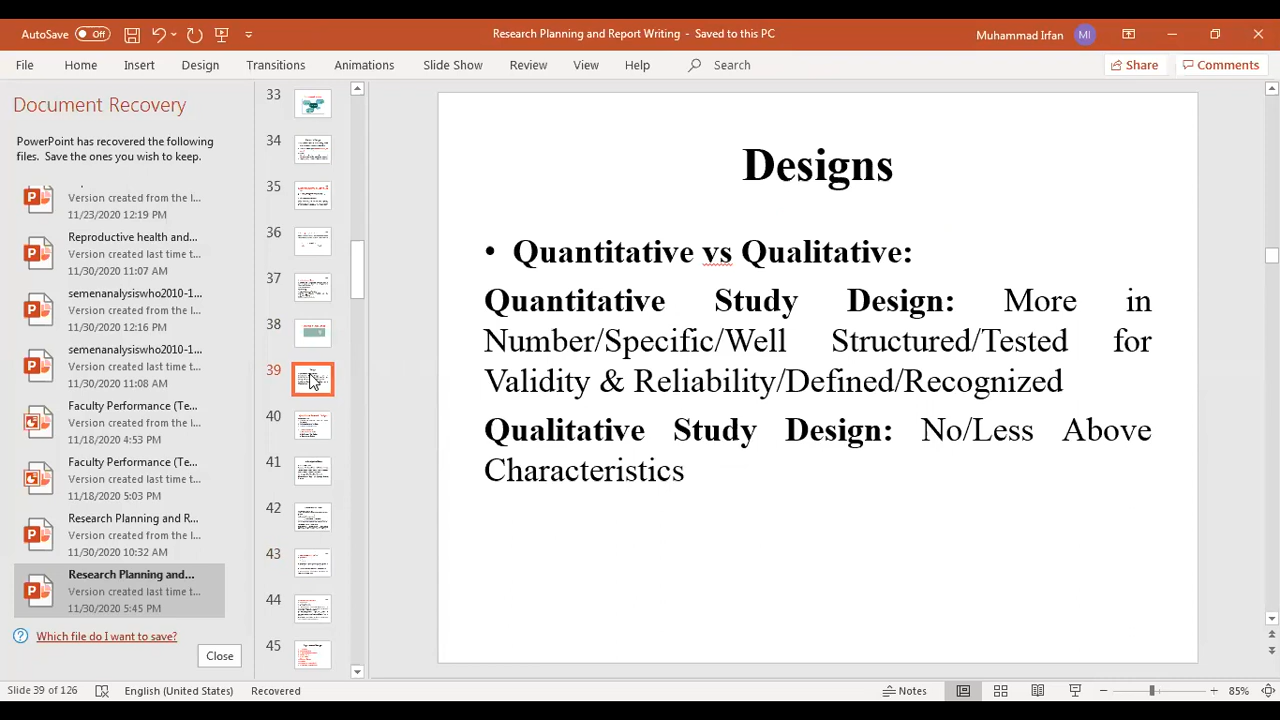 AutoSave Off
Research Planning and Report Writing - Saved to this PC
Muhammad Irfan MI
File Home Insert Design Transitions Animations Slide Show Review View Help Search Share Comments
Document Recovery
PowerPoint has recovered the following
files. Save the ones you wish to keep.
Version created from the l...
11/23/2020 12:19 PM
Reproductive health and...
Version created from the l...
11/30/2020 11:07 AM
semenanalysiswho2010-1...
Version created last time t...
11/30/2020 12:16 PM
semenanalysiswho2010-1...
Version created last time t...
11/30/2020 11:08 AM
Faculty Performance (Te...
Version created from the l...
11/18/2020 4:53 PM
Faculty Performance (Te...
Version created last time t...
11/18/2020 5:03 PM
Research Planning and R...
Version created from the l...
11/30/2020 10:32 AM
Research Planning and...
Version created last time t...
11/30/2020 5:45 PM
Which file do I want to save?
Close
33
34
35
36
37
38
39
40
41
42
43
44
45
Designs
• Quantitative vs Qualitative:
Quantitative Study Design: More in
Number/Specific/Well Structured/Tested for
Validity & Reliability/Defined/Recognized
Qualitative Study Design: No/Less Above
Characteristics
Slide 39 of 126 English (United States) Recovered Notes 85%